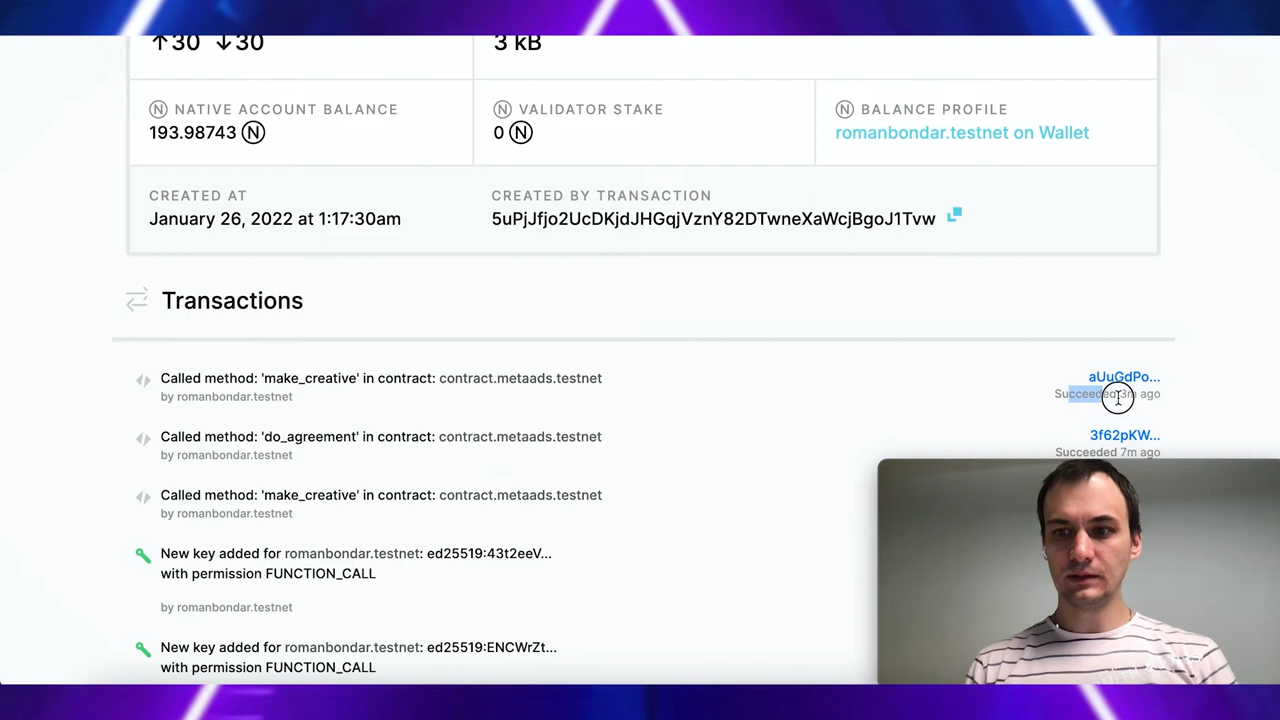 ↑30 ↓30
3 kB
NATIVE ACCOUNT BALANCE
193.98743 Ⓝ
VALIDATOR STAKE
0 Ⓝ
BALANCE PROFILE
romanbondar.testnet on Wallet
CREATED AT
January 26, 2022 at 1:17:30am
CREATED BY TRANSACTION
5uPjJfjo2UcDKjdJHGqjVznY82DTwneXaWcjBgoJ1Tvw
Transactions
Called method: 'make_creative' in contract: contract.metaads.testnet
aUuGdPo...
by romanbondar.testnet
Succeeded 3m ago
Called method: 'do_agreement' in contract: contract.metaads.testnet
3f62pKW...
by romanbondar.testnet
Succeeded 7m ago
Called method: 'make_creative' in contract: contract.metaads.testnet
by romanbondar.testnet
New key added for romanbondar.testnet: ed25519:43t2eeV...
with permission FUNCTION_CALL
by romanbondar.testnet
New key added for romanbondar.testnet: ed25519:ENCWrZt...
with permission FUNCTION_CALL